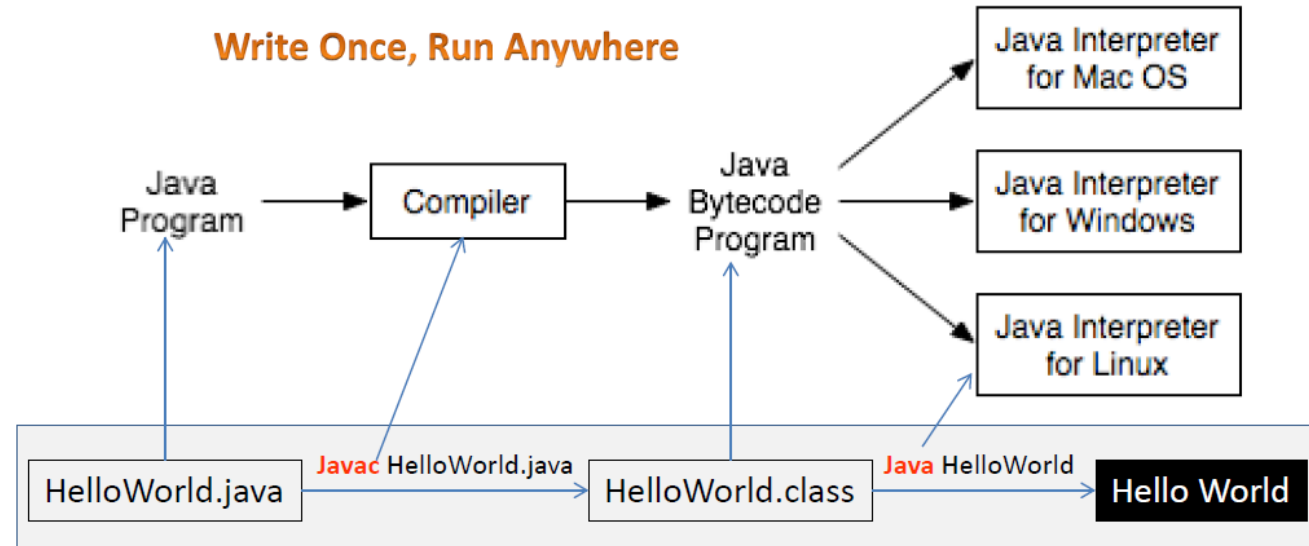 Write Once, Run Anywhere
Java Interpreter
for Mac OS
Java
Program
Compiler
Java
Bytecode
Program
Java Interpreter
for Windows
Java Interpreter
for Linux
HelloWorld.java
Javac HelloWorld.java
HelloWorld.class
Java HelloWorld
Hello World